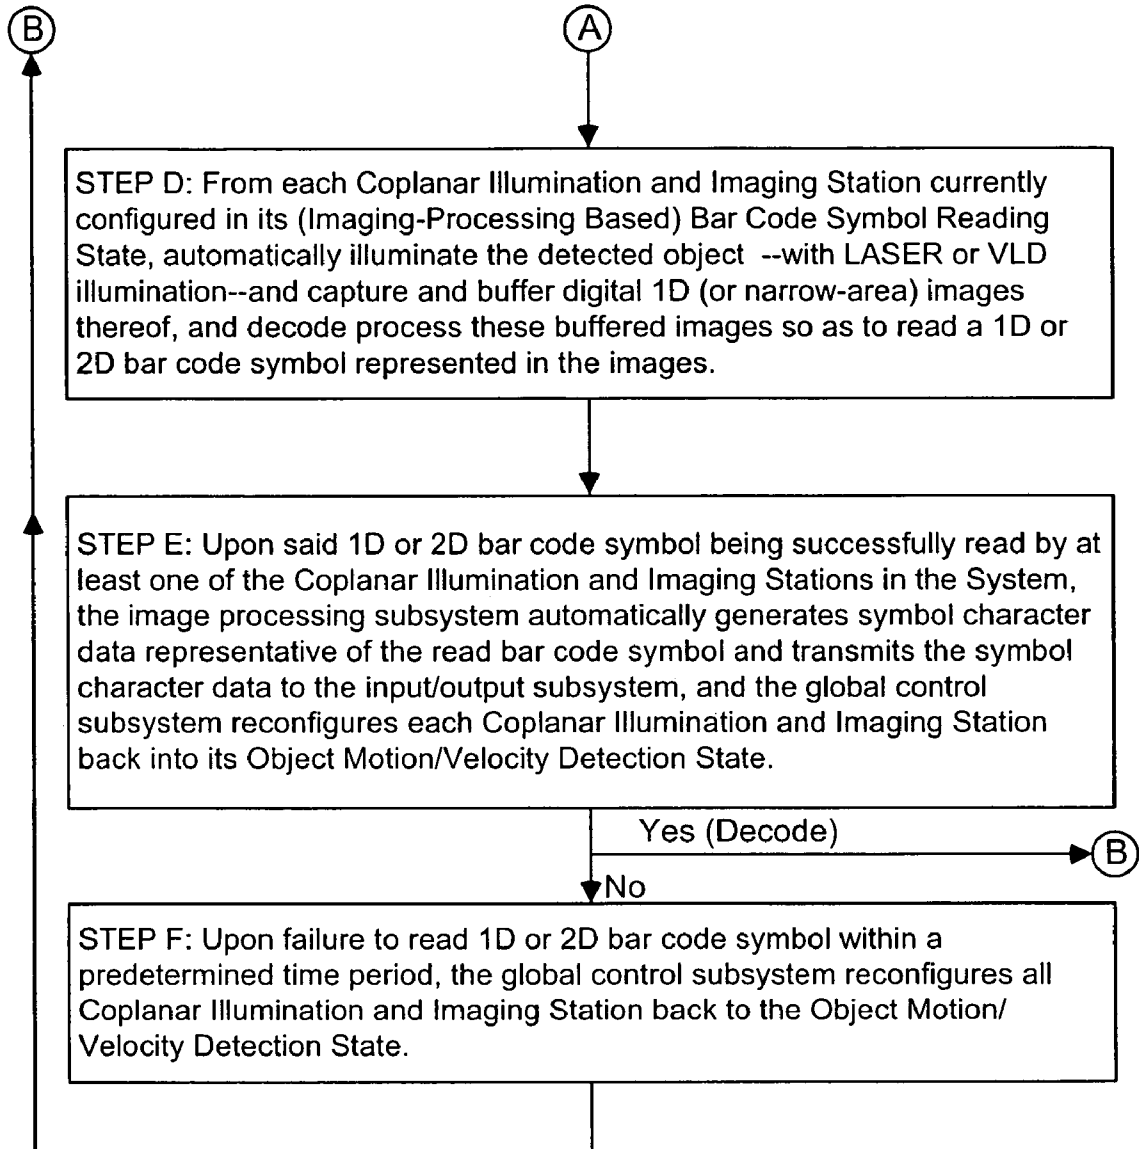 B
A
STEP D: From each Coplanar Illumination and Imaging Station currently
configured in its (Imaging-Processing Based) Bar Code Symbol Reading
State, automatically illuminate the detected object --with LASER or VLD
illumination--and capture and buffer digital 1D (or narrow-area) images
thereof, and decode process these buffered images so as to read a 1D or
2D bar code symbol represented in the images.
STEP E: Upon said 1D or 2D bar code symbol being successfully read by at
least one of the Coplanar Illumination and Imaging Stations in the System,
the image processing subsystem automatically generates symbol character
data representative of the read bar code symbol and transmits the symbol
character data to the input/output subsystem, and the global control
subsystem reconfigures each Coplanar Illumination and Imaging Station
back into its Object Motion/Velocity Detection State.
Yes (Decode)
B
No
STEP F: Upon failure to read 1D or 2D bar code symbol within a
predetermined time period, the global control subsystem reconfigures all
Coplanar Illumination and Imaging Station back to the Object Motion/
Velocity Detection State.